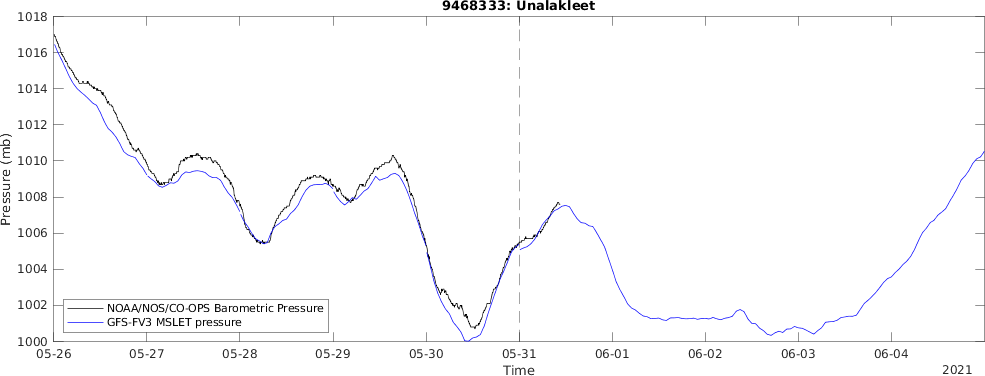 9468333: Unalakleet
Pressure (mb)
1018
1016
1014
1012
1010
1008
1006
1004
1002
1000
NOAA/NOS/CO-OPS Barometric Pressure
GFS-FV3 MSLET pressure
05-26 05-27 05-28 05-29 05-30 05-31 06-01 06-02 06-03 06-04
Time
2021